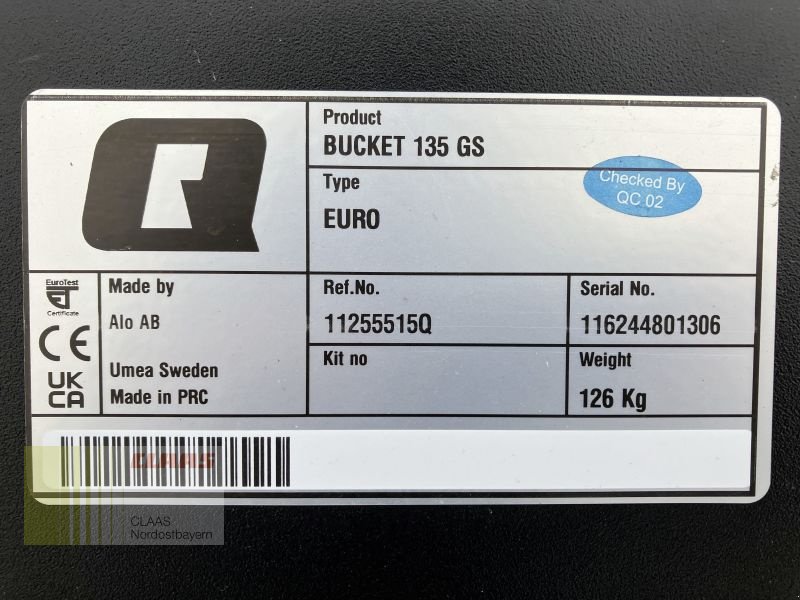 Product
BUCKET 135 GS
Type
EURO
Checked By
QC 02
EuroTest
ET
Certificate
CE
UK
CA
Made by
Alo AB
Umea Sweden
Made in PRC
Ref.No.
11255515Q
Serial No.
116244801306
Kit no
Weight
126 Kg
CLAAS
CLAAS
Nordostbayern